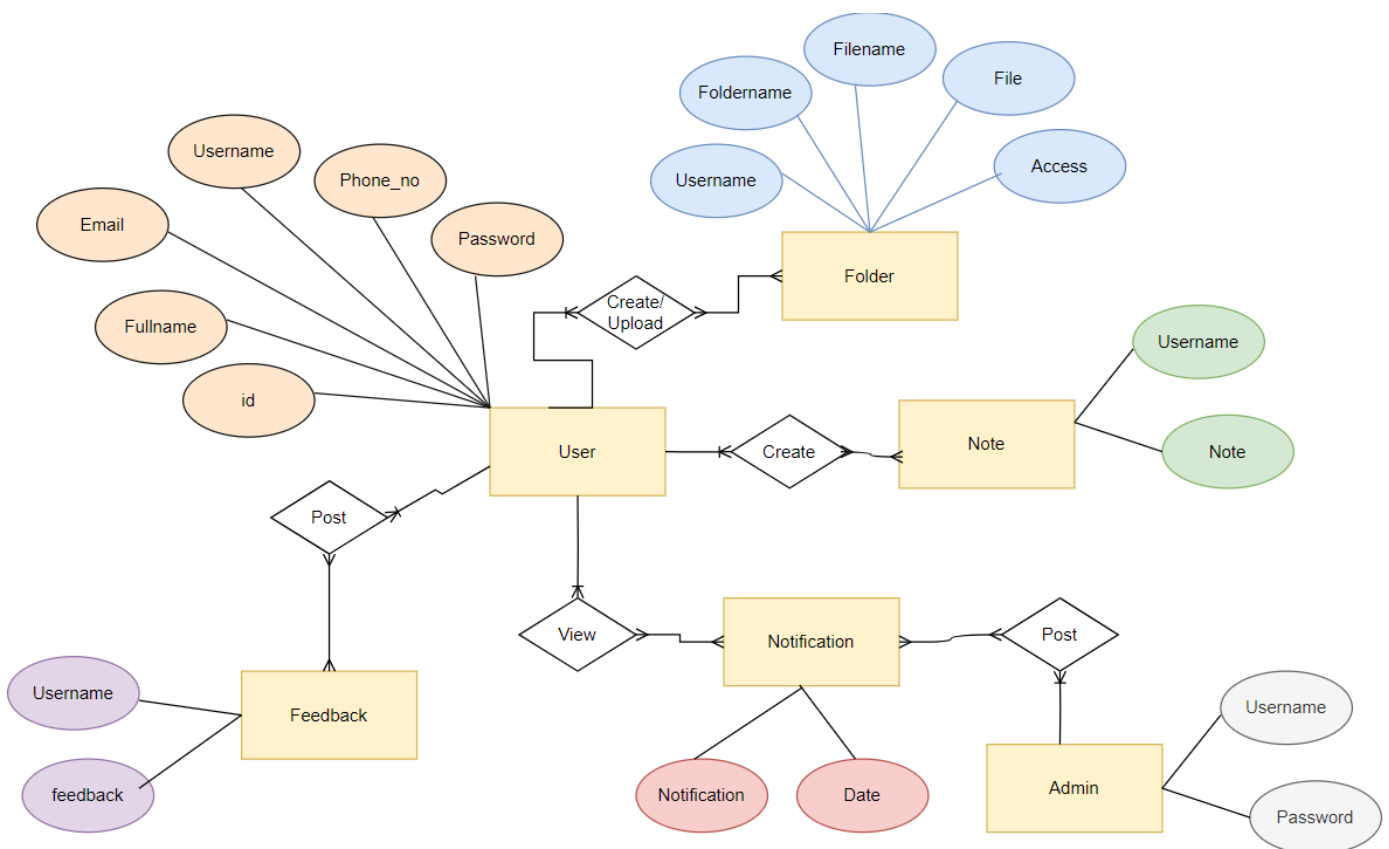 Filename
File
Foldername
Username
Phone_no
Username
Access
Email
Password
Folder
Create/
Upload
Fullname
Username
id
User
Create
Note
Note
Post
View
Notification
Post
Username
Feedback
Username
feedback
Notification
Date
Admin
Password